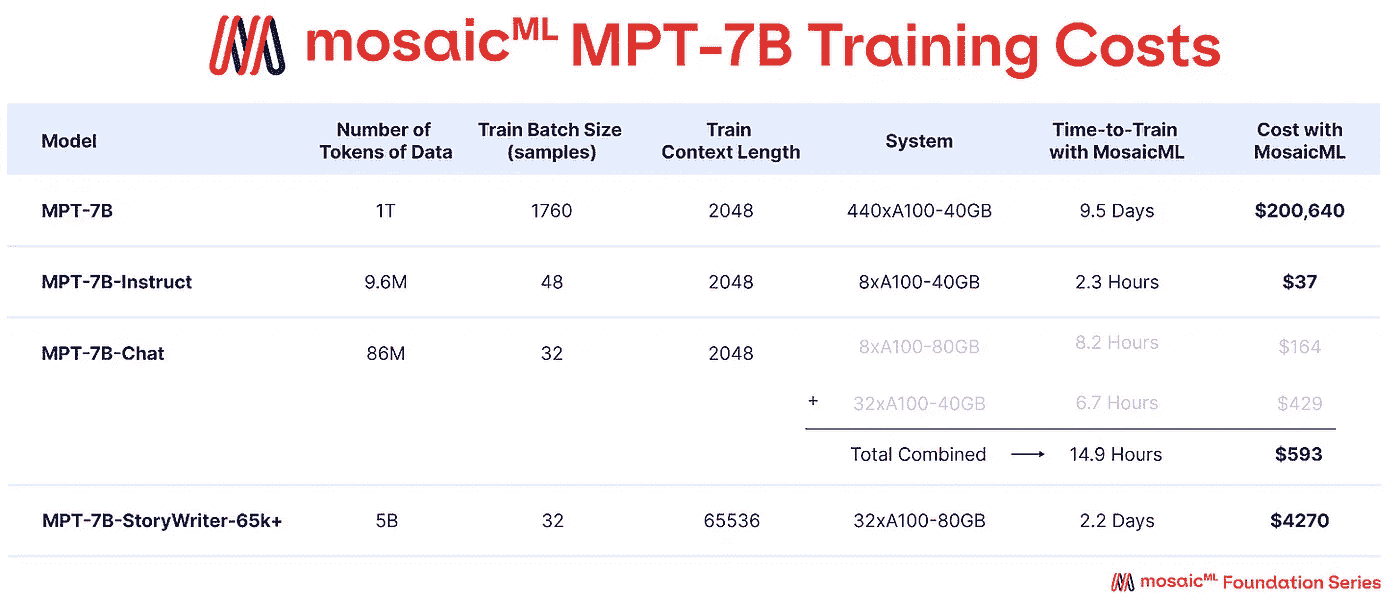 mosaicML MPT-7B Training Costs
Model Number of Tokens of Data Train Batch Size (samples) Train Context Length System Time-to-Train with MosaicML Cost with MosaicML
MPT-7B 1T 1760 2048 440xA100-40GB 9.5 Days $200,640
MPT-7B-Instruct 9.6M 48 2048 8xA100-40GB 2.3 Hours $37
MPT-7B-Chat 86M 32 2048 8xA100-80GB 8.2 Hours $164
+ 32xA100-40GB 6.7 Hours $429
Total Combined → 14.9 Hours $593
MPT-7B-StoryWriter-65k+ 5B 32 65536 32xA100-80GB 2.2 Days $4270
mosaicML Foundation Series